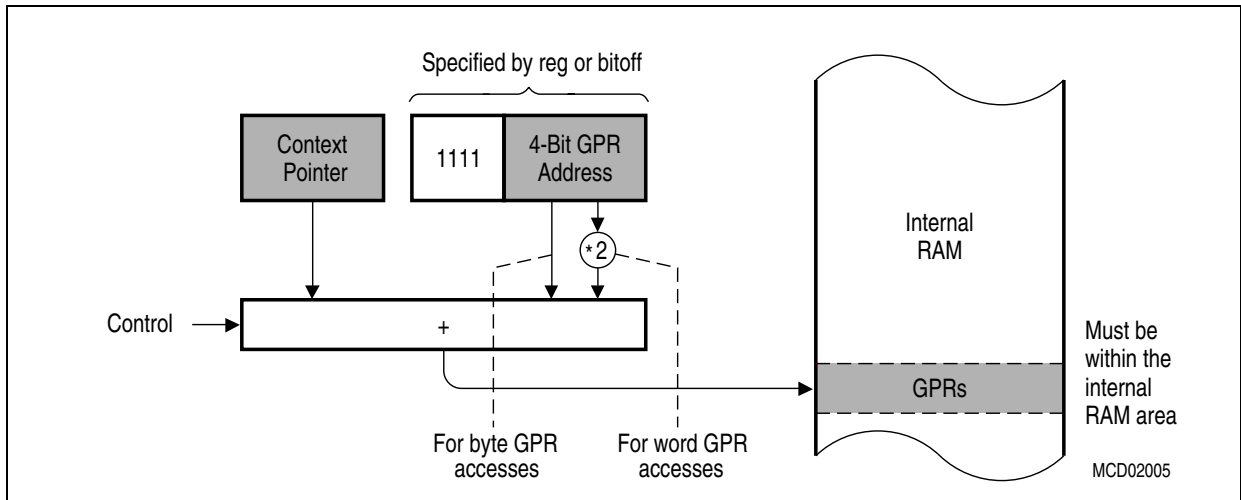 Specified by reg or bitoff
Context
Pointer
1111
4-Bit GPR
Address
*2
Internal
RAM
Control
+
Must be
within the
internal
RAM area
GPRs
For byte GPR
accesses
For word GPR
accesses
MCD02005